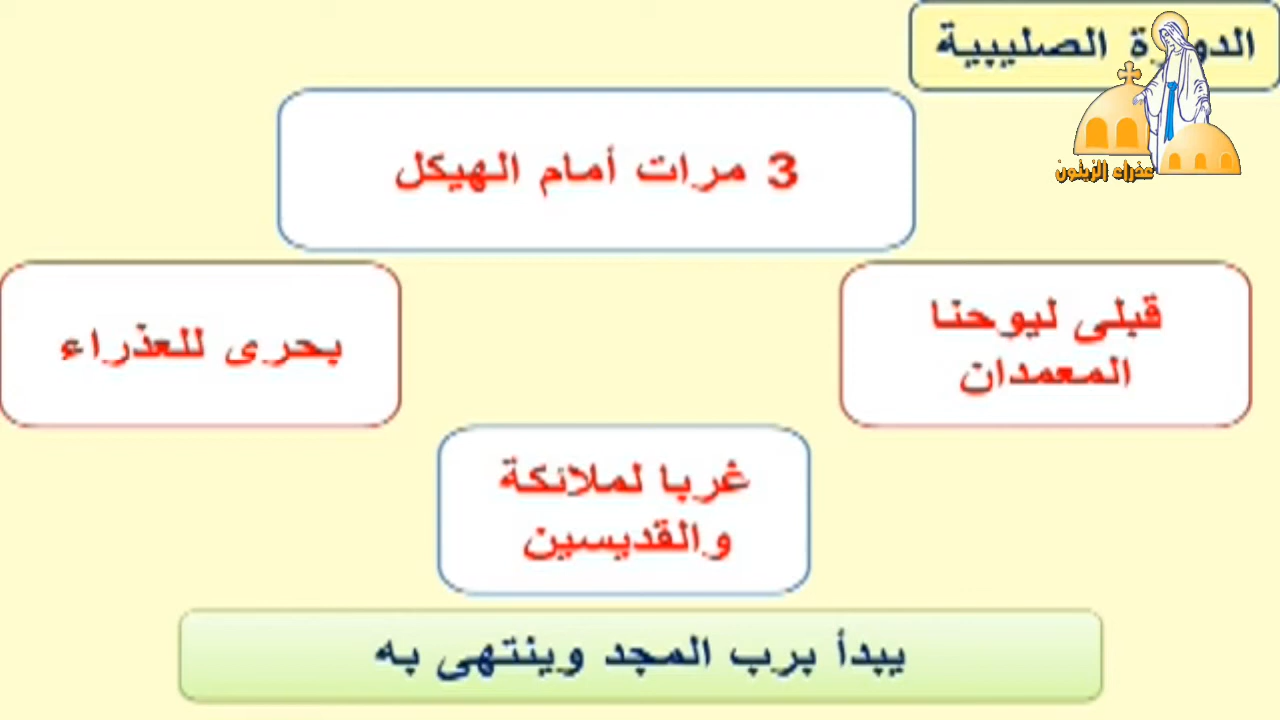 الدورة الصليبية
3 مرات أمام الهيكل
قبلى ليوحنا
المعمدان
بحرى للعذراء
غربا لملائكة
والقديسين
يبدأ برب المجد وينتهى به
عذراء الزيتون